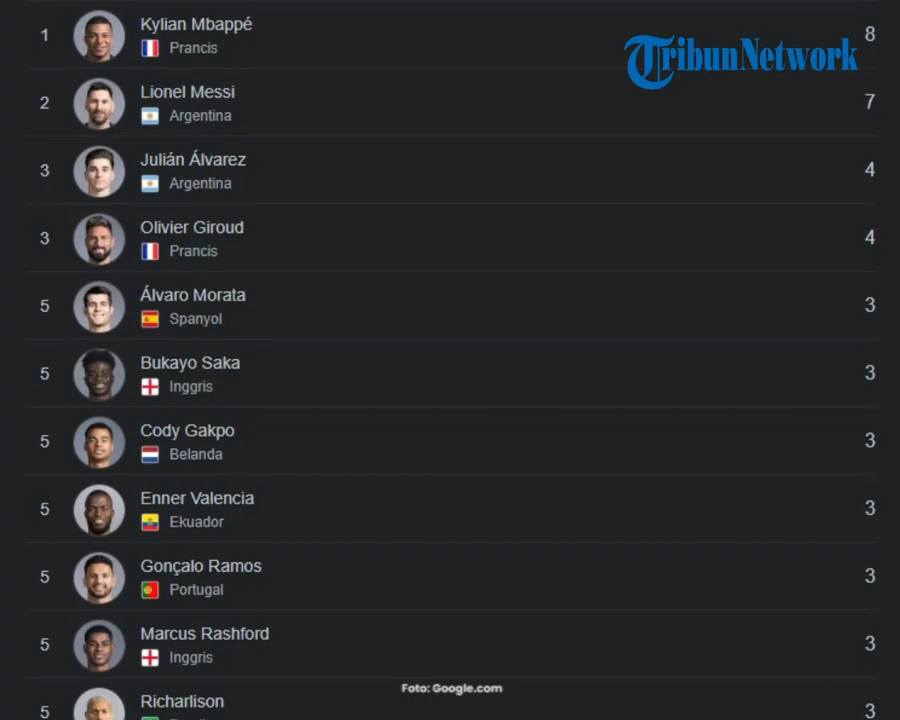 1 Kylian Mbappé 8
Prancis
TribunNetwork
2 Lionel Messi 7
Argentina
3 Julián Álvarez 4
Argentina
3 Olivier Giroud 4
Prancis
5 Álvaro Morata 3
Spanyol
5 Bukayo Saka 3
Inggris
5 Cody Gakpo 3
Belanda
5 Enner Valencia 3
Ekuador
5 Gonçalo Ramos 3
Portugal
5 Marcus Rashford 3
Inggris
Foto: Google.com
5 Richarlison 3